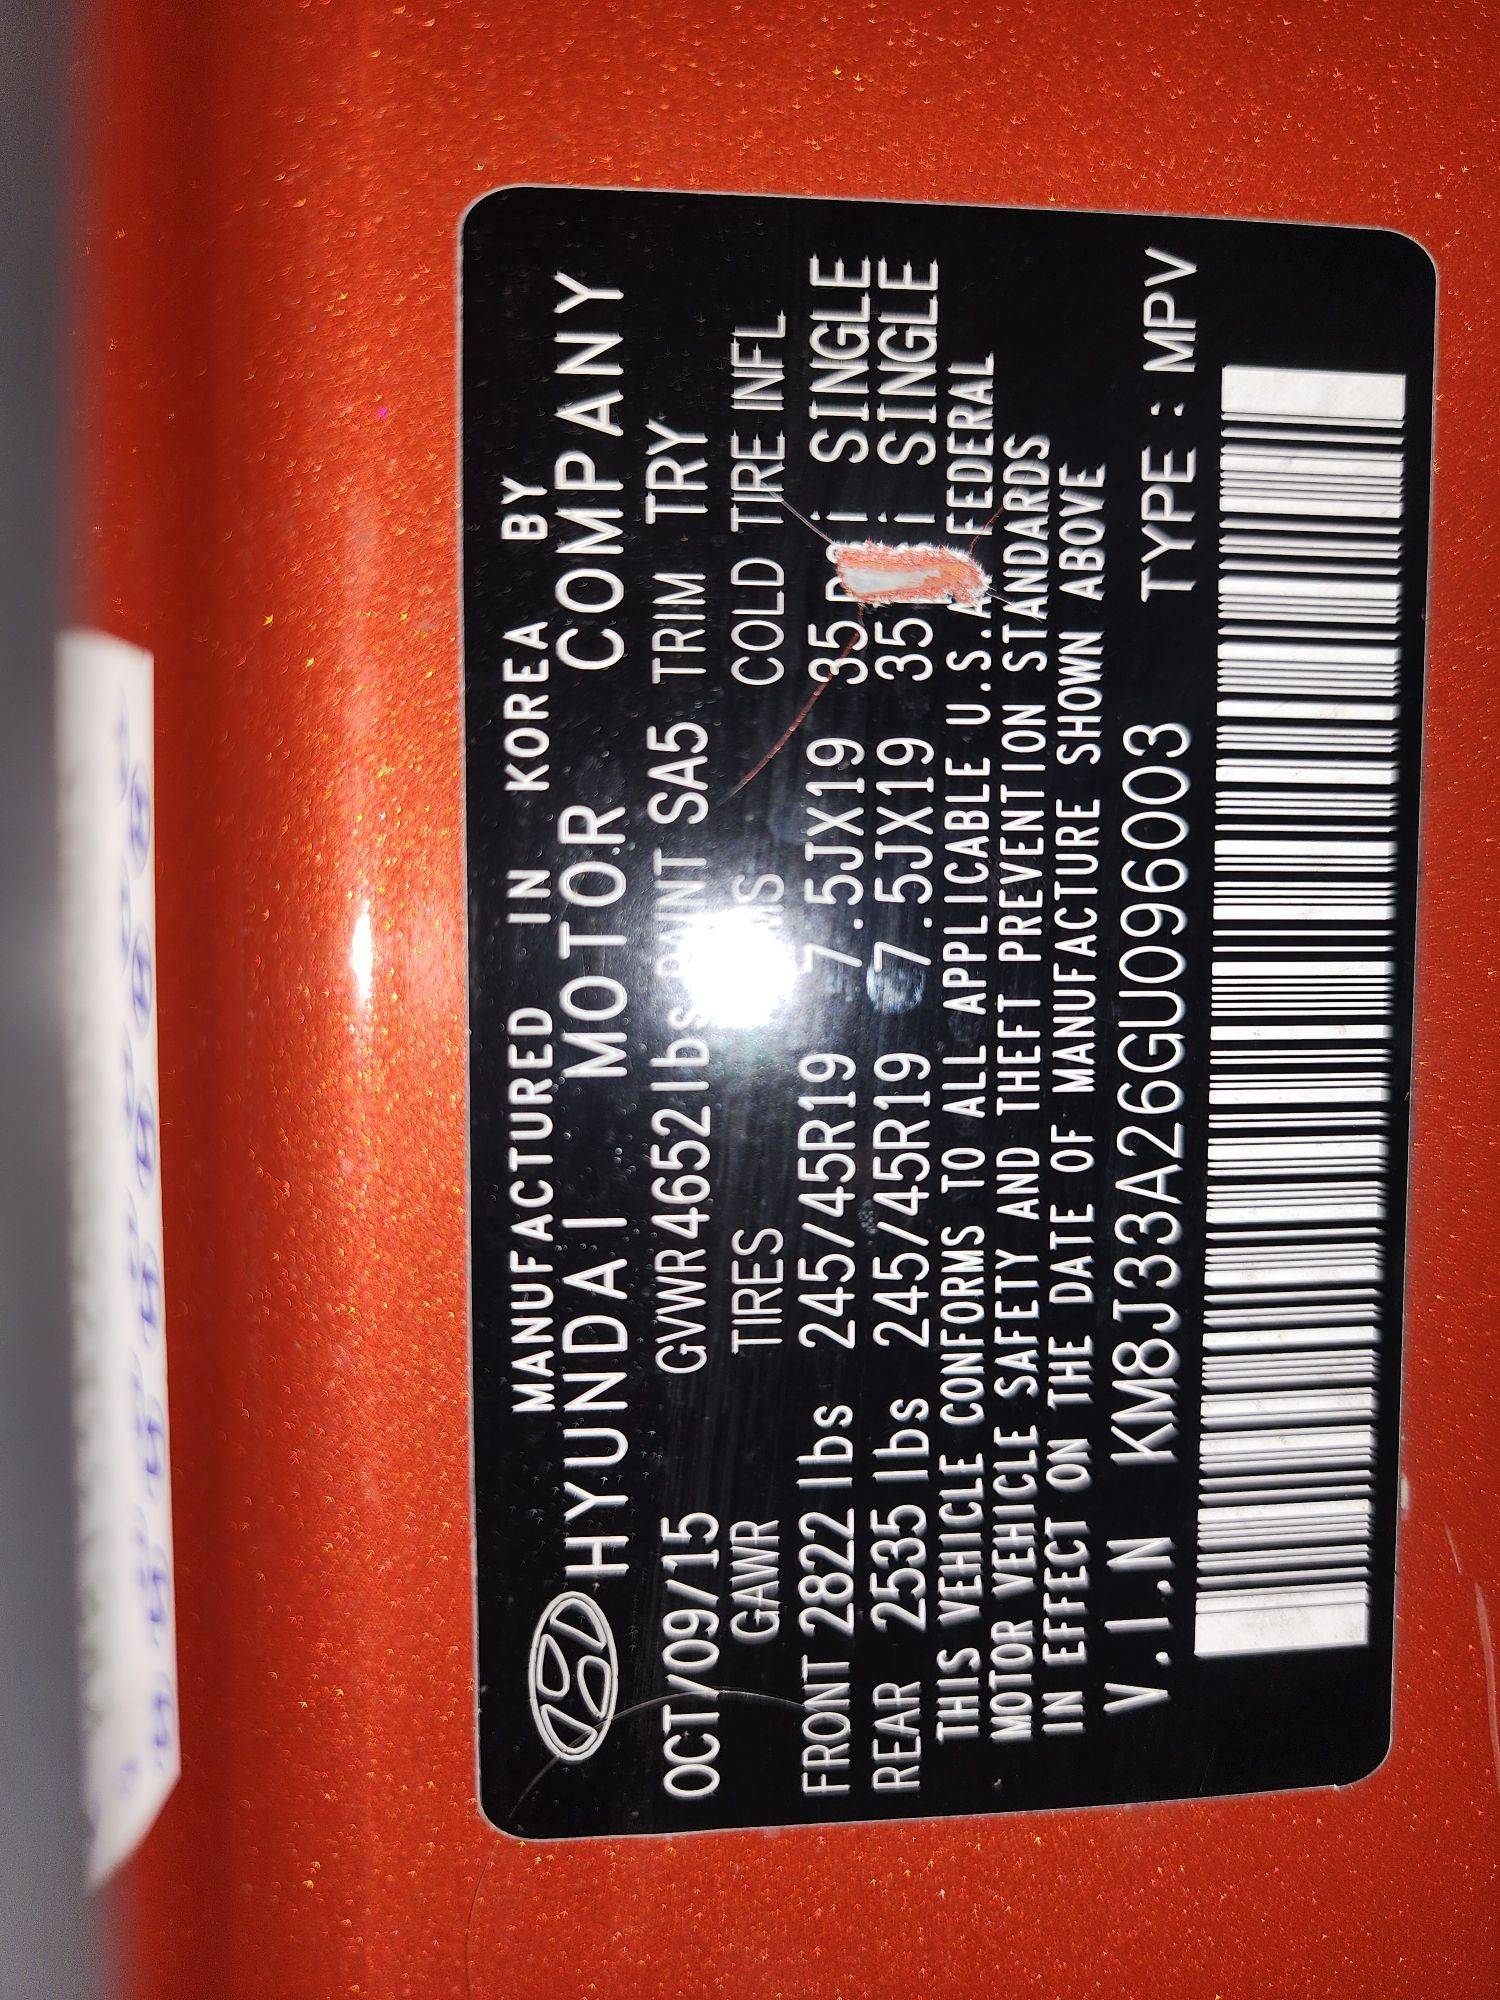 MANUFACTURED IN KOREA BY
HYUNDAI MOTOR COMPANY
OCT/09/15 GVWR4652lbs PAINT SA5 TRIM TRY
GAWR TIRES COLD TIRE INFL
FRONT 2822 lbs 245/45R19 7.5JX19 35 SINGLE
REAR 2535 lbs 245/45R19 7.5JX19 35 SINGLE
THIS VEHICLE CONFORMS TO ALL APPLICABLE U.S.A FEDERAL
MOTOR VEHICLE SAFETY AND THEFT PREVENTION STANDARDS
IN EFFECT ON THE DATE OF MANUFACTURE SHOWN ABOVE
V.I.N KM8J33A26GU096003 TYPE : MPV